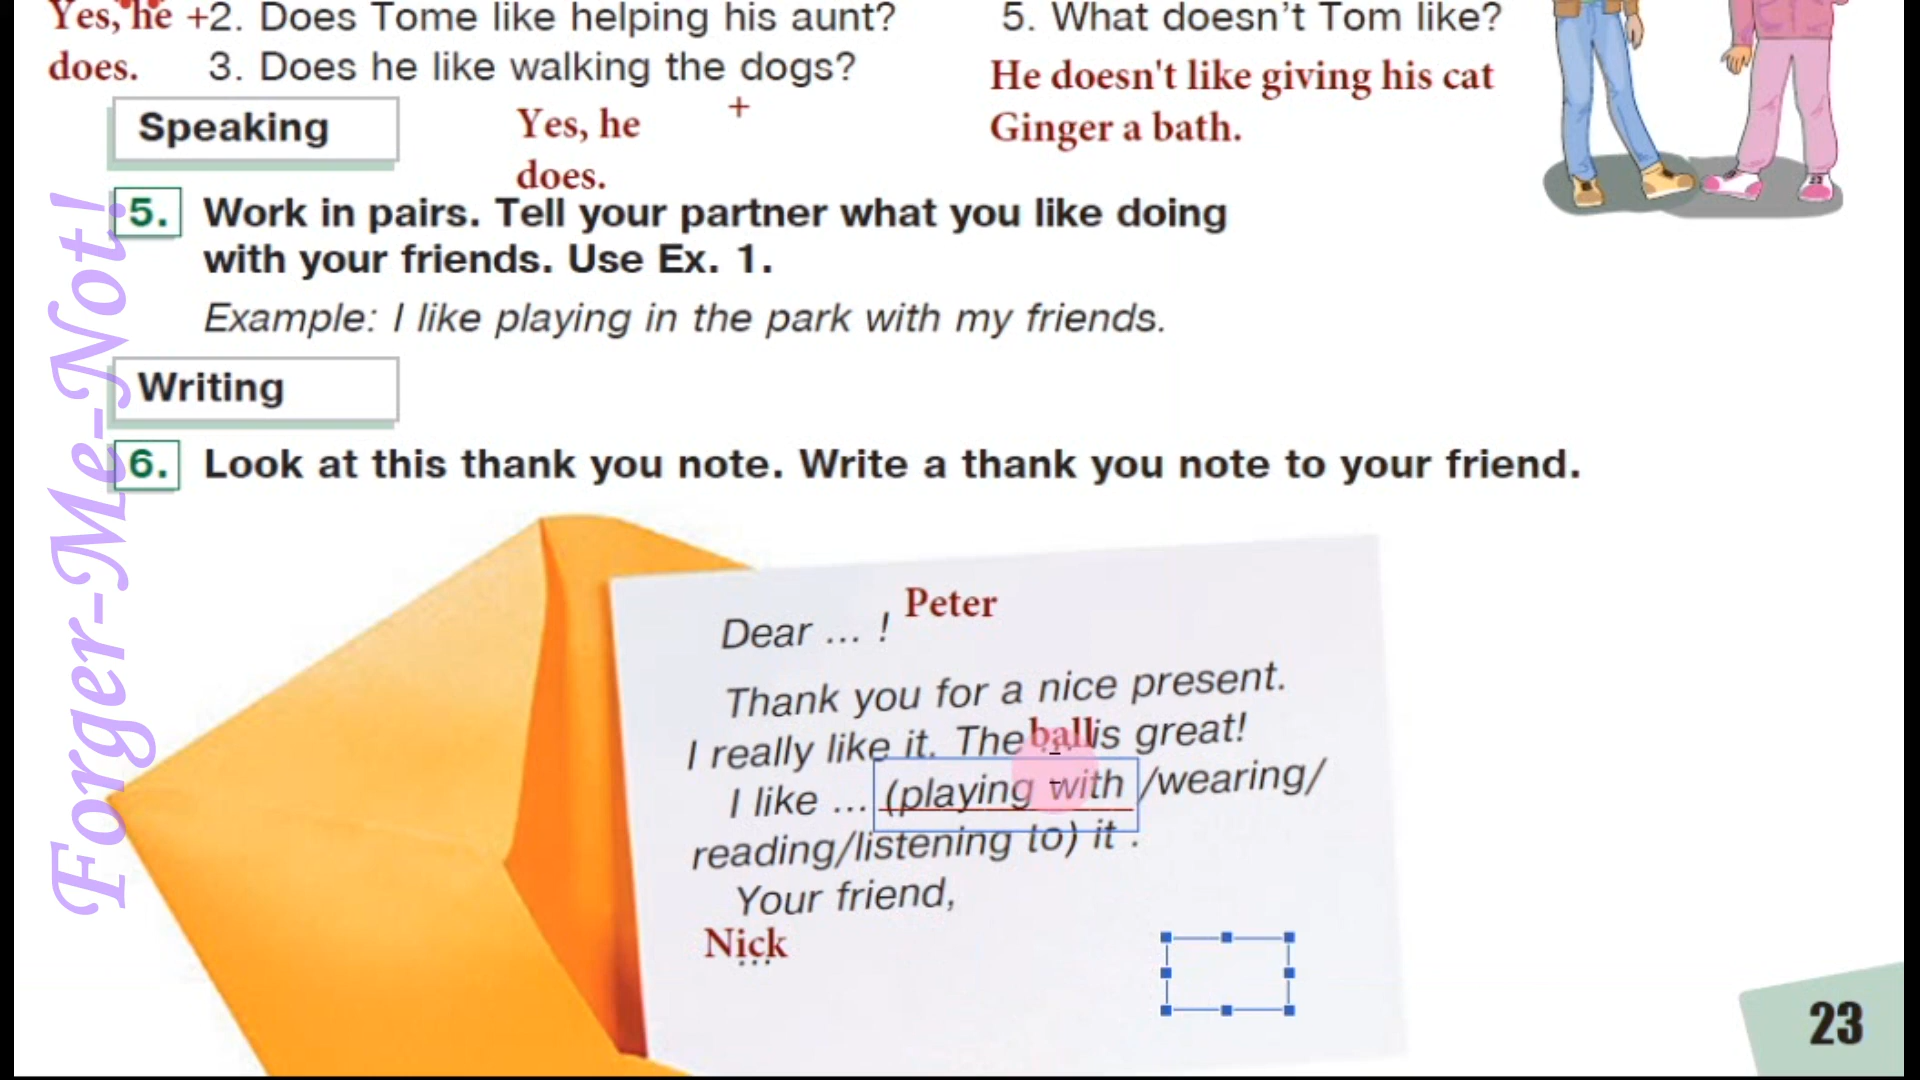 Yes, he +2. Does Tome like helping his aunt?
does. 3. Does he like walking the dogs?
Yes, he +
does.
5. What doesn't Tom like?
He doesn't like giving his cat
Ginger a bath.
Speaking
5. Work in pairs. Tell your partner what you like doing
with your friends. Use Ex. 1.
Example: I like playing in the park with my friends.
Writing
6. Look at this thank you note. Write a thank you note to your friend.
Dear ... ! Peter
Thank you for a nice present.
I really like it. The ball is great!
I like ... (playing with /wearing/
reading/listening to) it .
Your friend,
Nick
...
23
Forger-Me-Not!